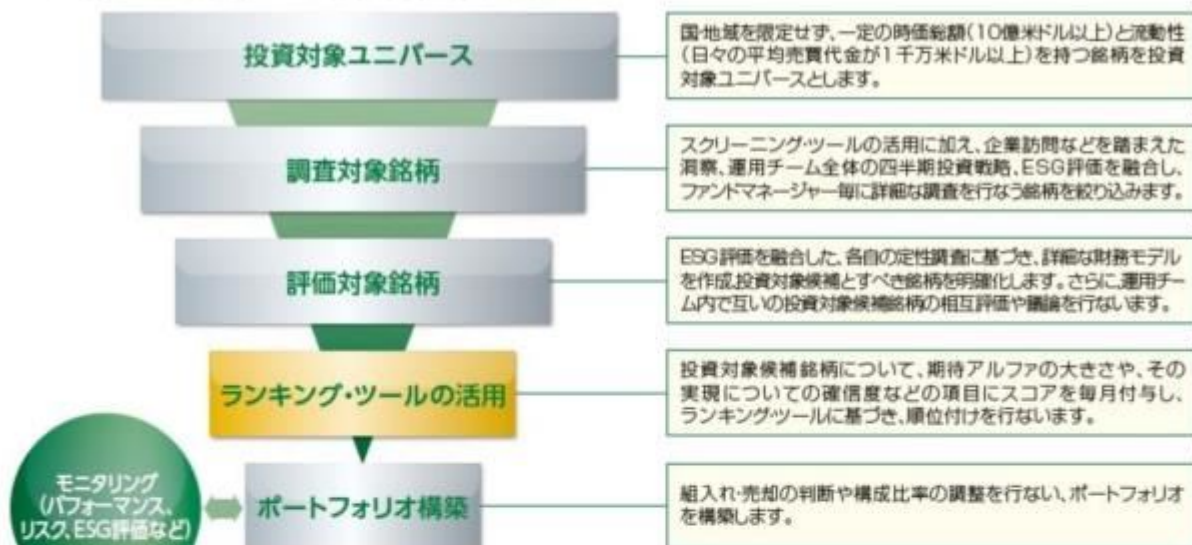 投資対象ユニバース
国・地域を限定せず、一定の時価総額(10億米ドル以上)と流動性
(日々の平均売買代金が1千万米ドル以上)を持つ銘柄を投資
対象ユニバースとします。
調査対象銘柄
スクリーニング・ツールの活用に加え、企業訪問などを踏まえた
洞察、運用チーム全体の四半期投資戦略、ESG評価を融合し、
ファンドマネージャー毎に詳細な調査を行なう銘柄を絞り込みます。
評価対象銘柄
ESG評価を融合した、各自の定性調査に基づき、詳細な財務モデル
を作成、投資対象候補とすべき銘柄を明確化します。さらに、運用チー
ム内で互いの投資対象候補銘柄の相互評価や議論を行ないます。
ランキング・ツールの活用
投資対象候補銘柄について、期待アルファの大きさや、その
実現についての確信度などの項目にスコアを毎月付与し、
ランキング・ツールに基づき、順位付けを行ないます。
モニタリング
(パフォーマンス、
リスク、ESG評価など)
ポートフォリオ構築
組入れ・売却の判断や構成比率の調整を行ない、ポートフォリオ
を構築します。